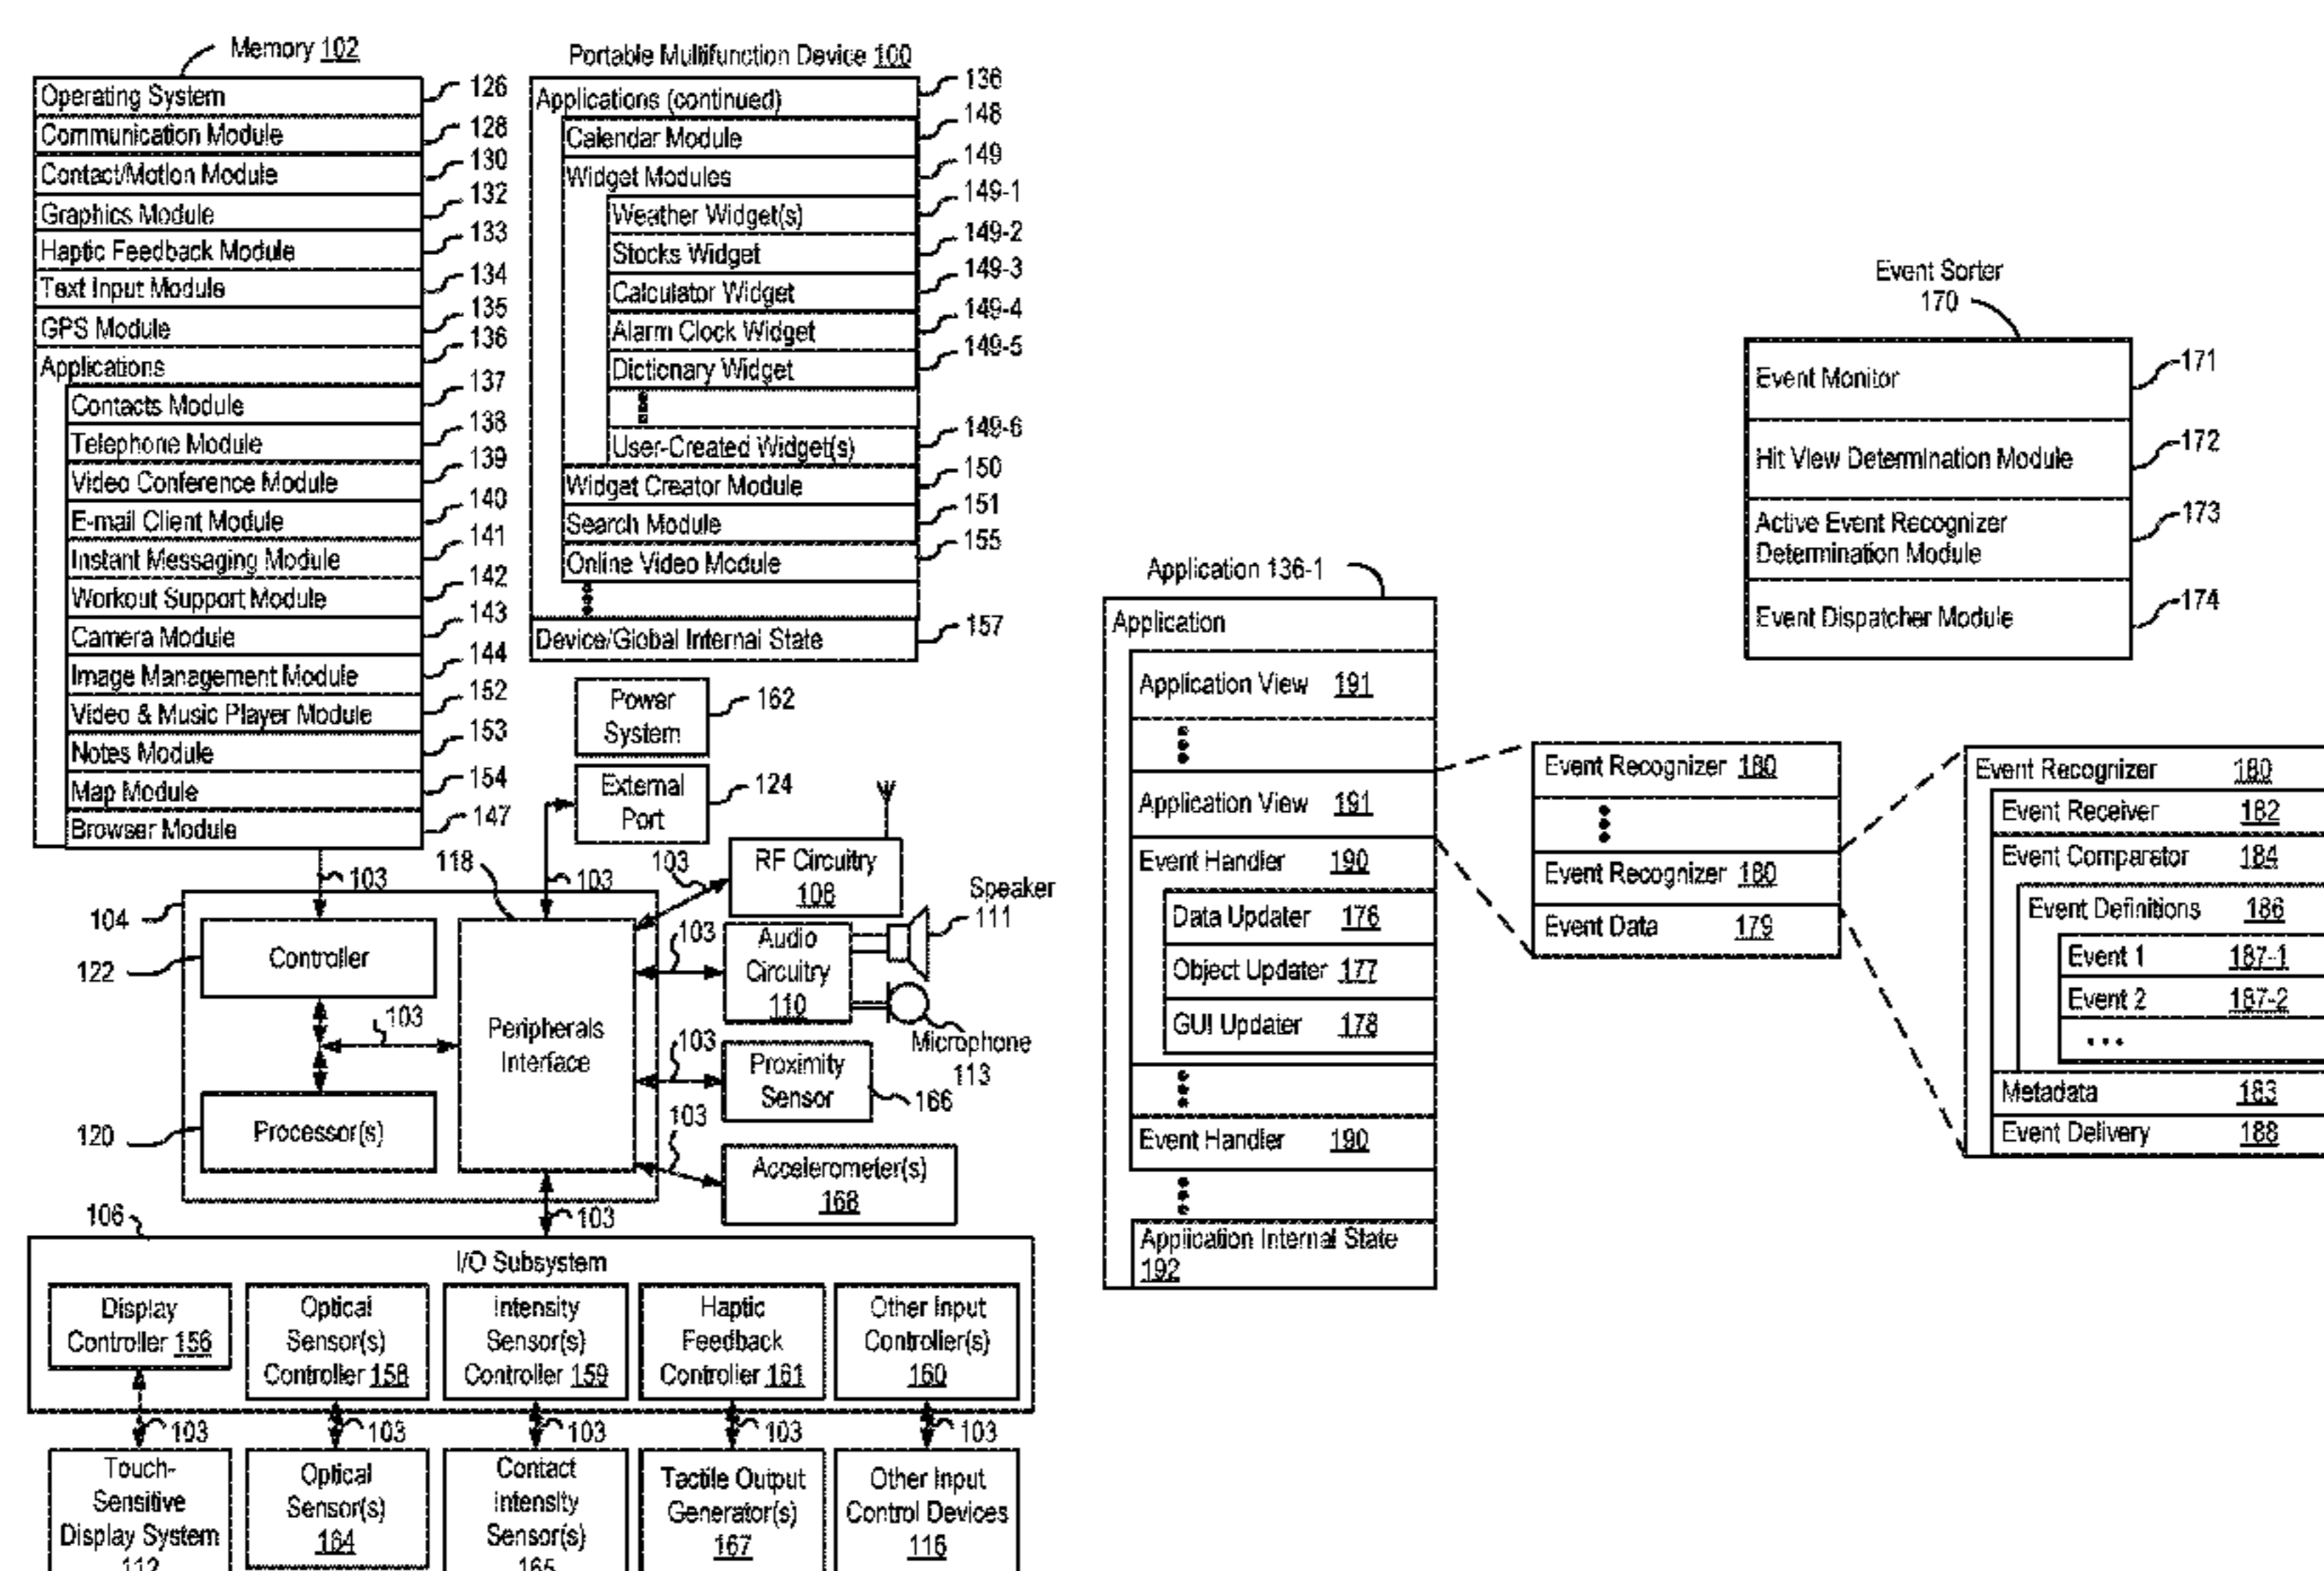 Memory 102
Operating System 126
Communication Module 128
Contact/Motion Module 130
Graphics Module 132
Haptic Feedback Module 133
Text Input Module 134
GPS Module 135
Applications 136
Contacts Module 137
Telephone Module 138
Video Conference Module 139
E-mail Client Module 140
Instant Messaging Module 141
Workout Support Module 142
Camera Module 143
Image Management Module 144
Video & Music Player Module 152
Notes Module 153
Map Module 154
Browser Module 147
Portable Multifunction Device 100
Applications (continued) 136
Calendar Module 148
Widget Modules 149
Weather Widget(s) 149-1
Stocks Widget 149-2
Calculator Widget 149-3
Alarm Clock Widget 149-4
Dictionary Widget 149-5
User-Created Widget(s) 149-6
Widget Creator Module 150
Search Module 151
Online Video Module 155
Device/Global Internal State 157
Power
System
162
External
Port
124
103
118
103
103
RF Circuitry
108
Speaker
111
104
Controller
122
103
Audio
Circuitry
110
103
Peripherals
Interface
Microphone
113
103
Proximity
Sensor
166
120
Processor(s)
103
Accelerometer(s)
168
106
103
I/O Subsystem
Display
Controller 156
Optical
Sensor(s)
Controller 158
Intensity
Sensor(s)
Controller 159
Haptic
Feedback
Controller 161
Other Input
Controller(s)
160
103
103
103
103
103
Touch-
Sensitive
Display System
112
Optical
Sensor(s)
164
Contact
Intensity
Sensor(s)
165
Tactile Output
Generator(s)
167
Other Input
Control Devices
116
Event Sorter
170
Event Monitor 171
Hit View Determination Module 172
Active Event Recognizer
Determination Module 173
Event Dispatcher Module 174
Application 136-1
Application
Application View 191
Application View 191
Event Handler 190
Data Updater 176
Object Updater 177
GUI Updater 178
Event Handler 190
Application Internal State
192
Event Recognizer 180
Event Recognizer 180
Event Data 179
Event Recognizer 180
Event Receiver 182
Event Comparator 184
Event Definitions 186
Event 1 187-1
Event 2 187-2
...
Metadata 183
Event Delivery 188